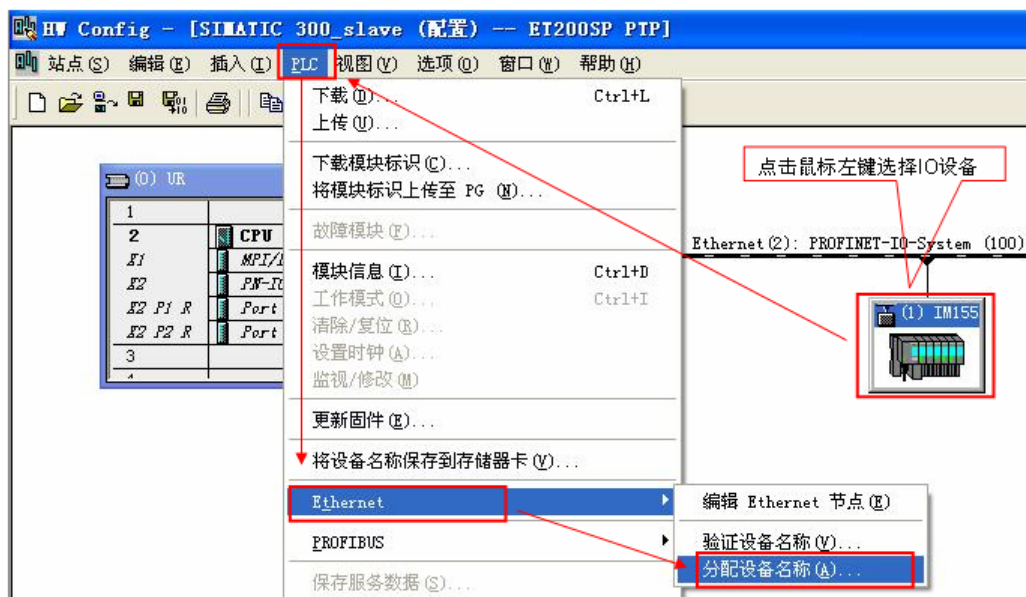 HW Config - [SIMATIC 300_slave (配置) -- ET200SP PTP]
站点(S) 编辑(E) 插入(I) PLC 视图(V) 选项(O) 窗口(W) 帮助(H)
下载(D)... Ctrl+L
上传(U)...
下载模块标识(C)...
将模块标识上传至 PG (N)...
故障模块(F)...
模块信息(I)... Ctrl+D
工作模式(O)... Ctrl+I
清除/复位(R)...
设置时钟(A)...
监视/修改(M)
更新固件(E)...
将设备名称保存到存储器卡(V)...
Ethernet
PROFIBUS
保存服务数据(S)...
编辑 Ethernet 节点(E)
验证设备名称(V)...
分配设备名称(A)...
(0) UR
1
2 CPU
X1 MPI/
X2 PN-IO
X2 P1 R Port
X2 P2 R Port
3
点击鼠标左键选择IO设备
Ethernet(2): PROFINET-IO-System (100)
(1) IM155